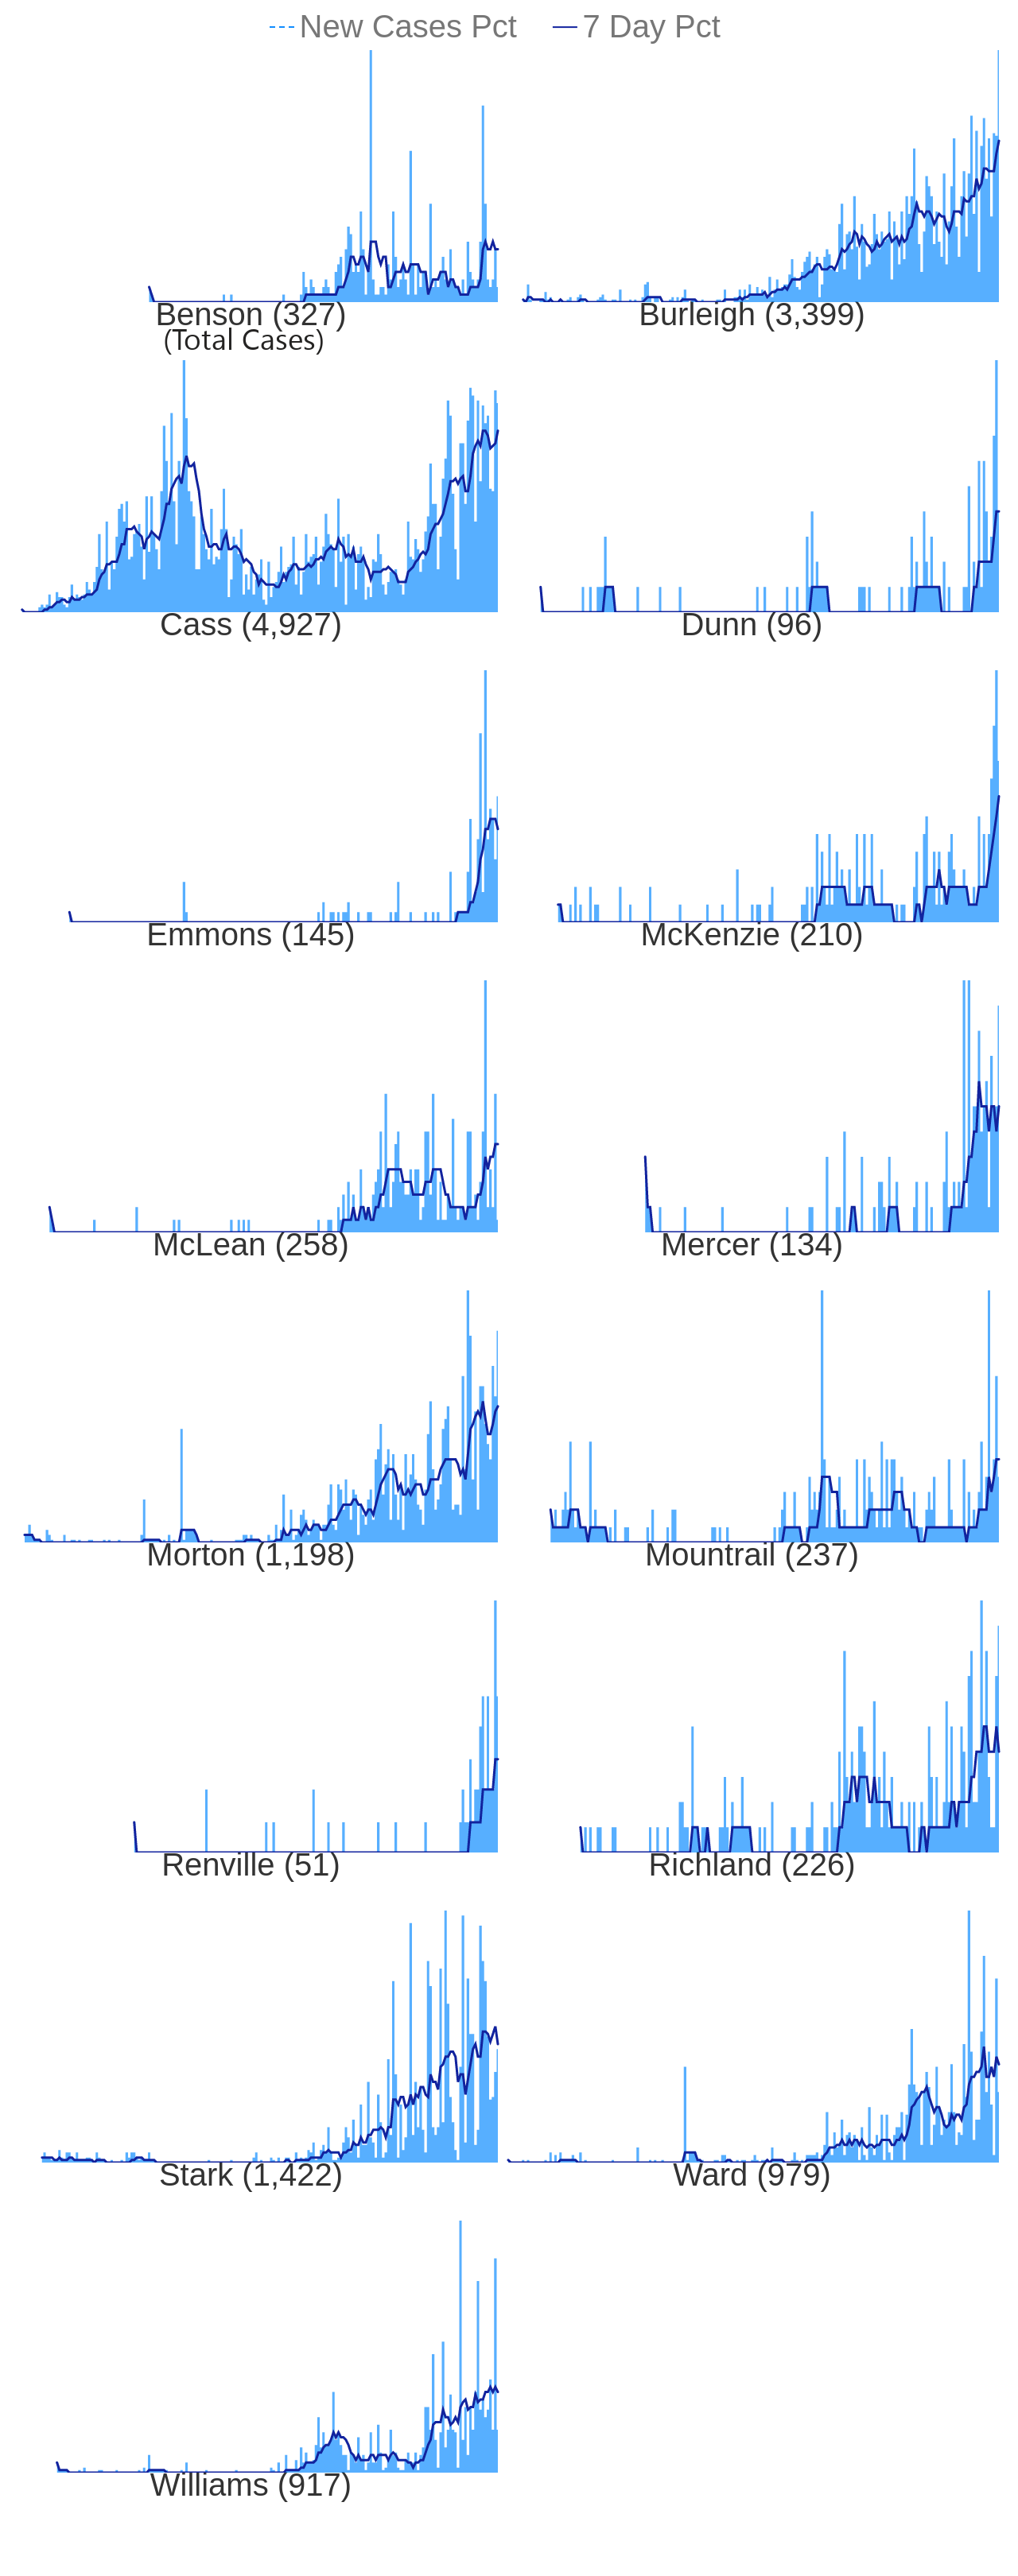 New Cases Pct 7 Day Pct
Benson (327) Burleigh (3,399)
(Total Cases)
Cass (4,927) Dunn (96)
Emmons (145) McKenzie (210)
McLean (258) Mercer (134)
Morton (1,198) Mountrail (237)
Renville (51) Richland (226)
Stark (1,422) Ward (979)
Williams (917)